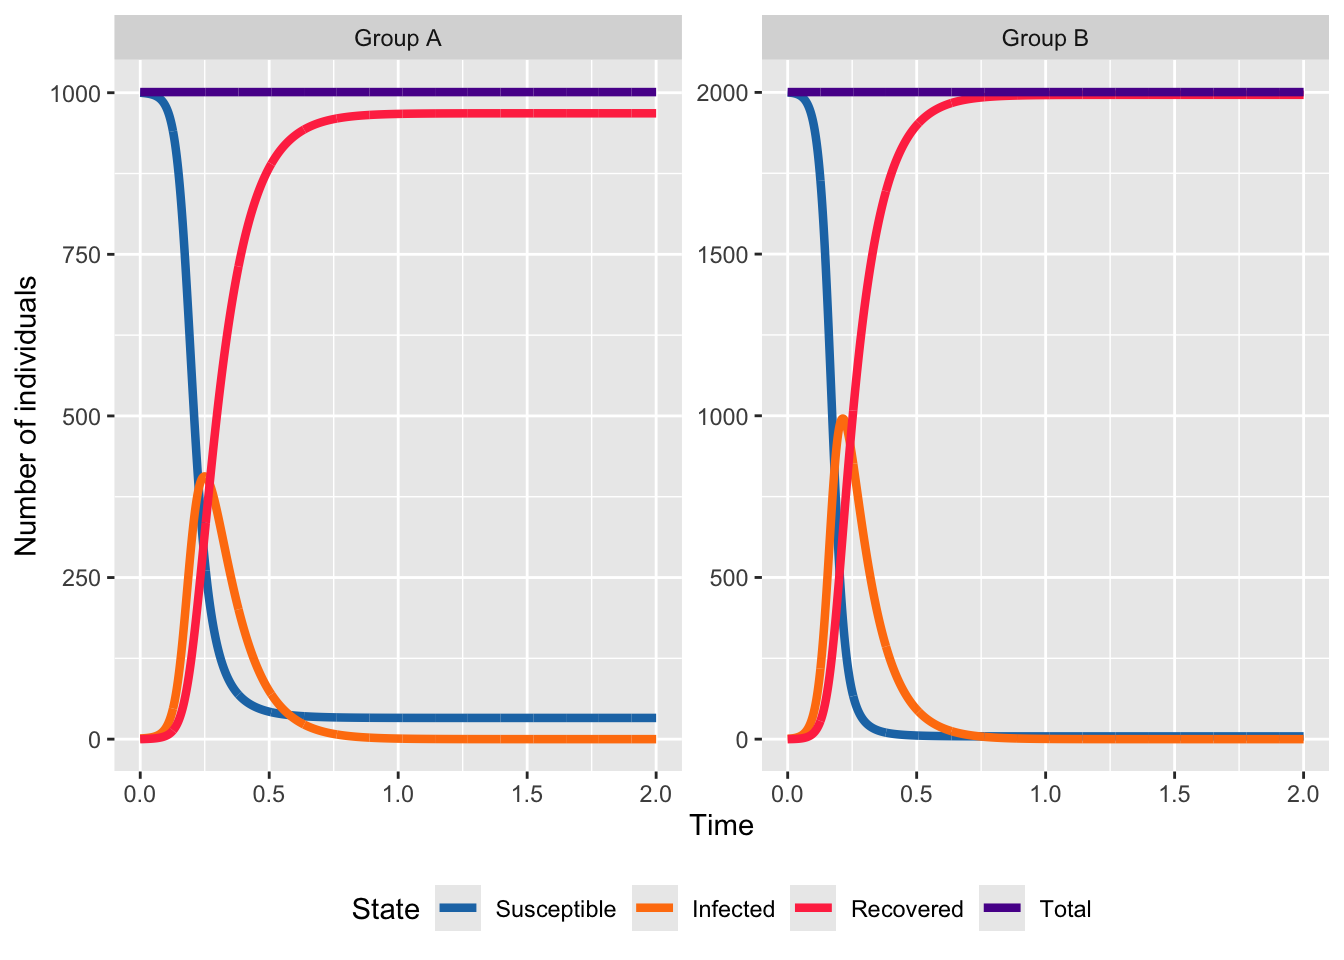 Group A
Group B
Number of individuals
1000
750
500
250
0
2000
1500
1000
500
0
0.0 0.5 1.0 1.5 2.0
0.0 0.5 1.0 1.5 2.0
Time
State Susceptible Infected Recovered Total